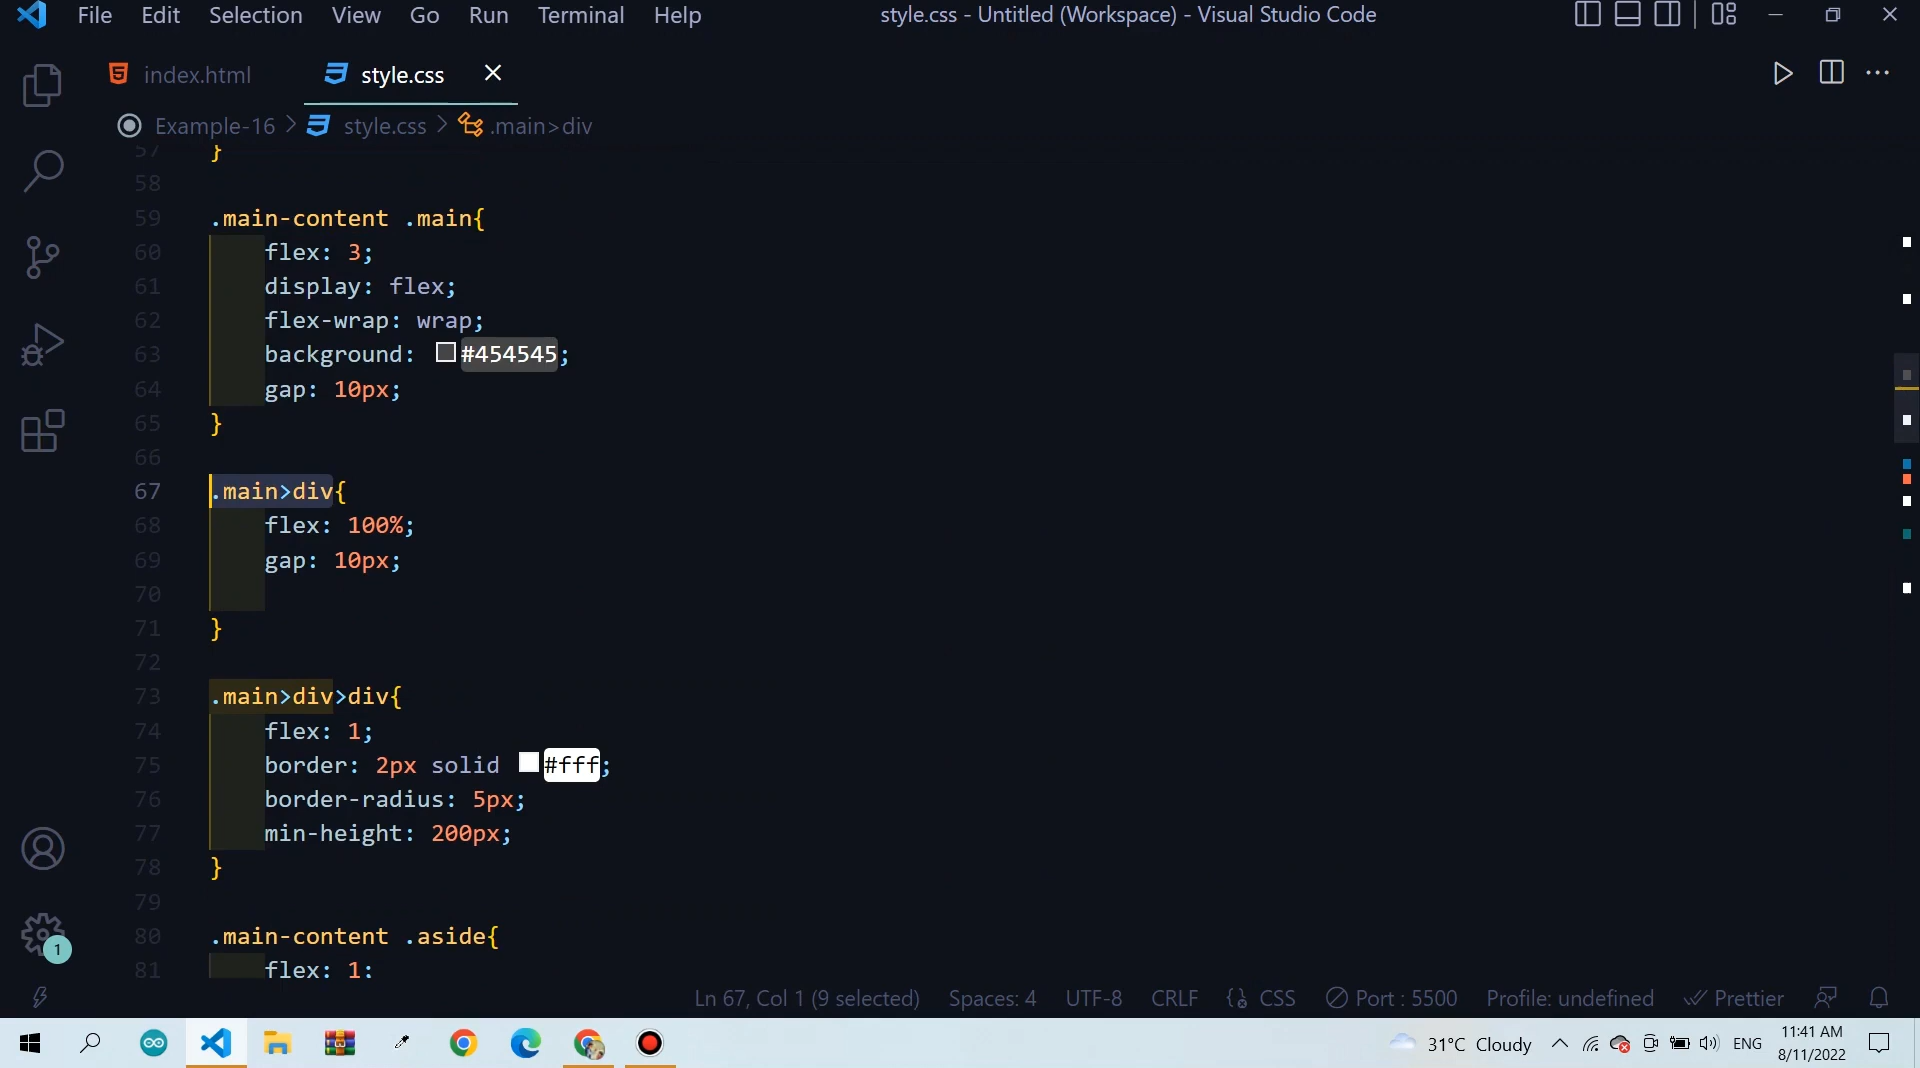 File Edit Selection View Go Run Terminal Help style.css - Untitled (Workspace) - Visual Studio Code
index.html style.css
Example-16 > style.css > .main>div
57 }
58
59 .main-content .main{
60 flex: 3;
61 display: flex;
62 flex-wrap: wrap;
63 background: #454545;
64 gap: 10px;
65 }
66
67 .main>div{
68 flex: 100%;
69 gap: 10px;
70
71 }
72
73 .main>div>div{
74 flex: 1;
75 border: 2px solid #fff;
76 border-radius: 5px;
77 min-height: 200px;
78 }
79
80 .main-content .aside{
81 flex: 1:
1
Ln 67, Col 1 (9 selected) Spaces: 4 UTF-8 CRLF CSS Port : 5500 Profile: undefined Prettier
31°C Cloudy ENG 11:41 AM
8/11/2022